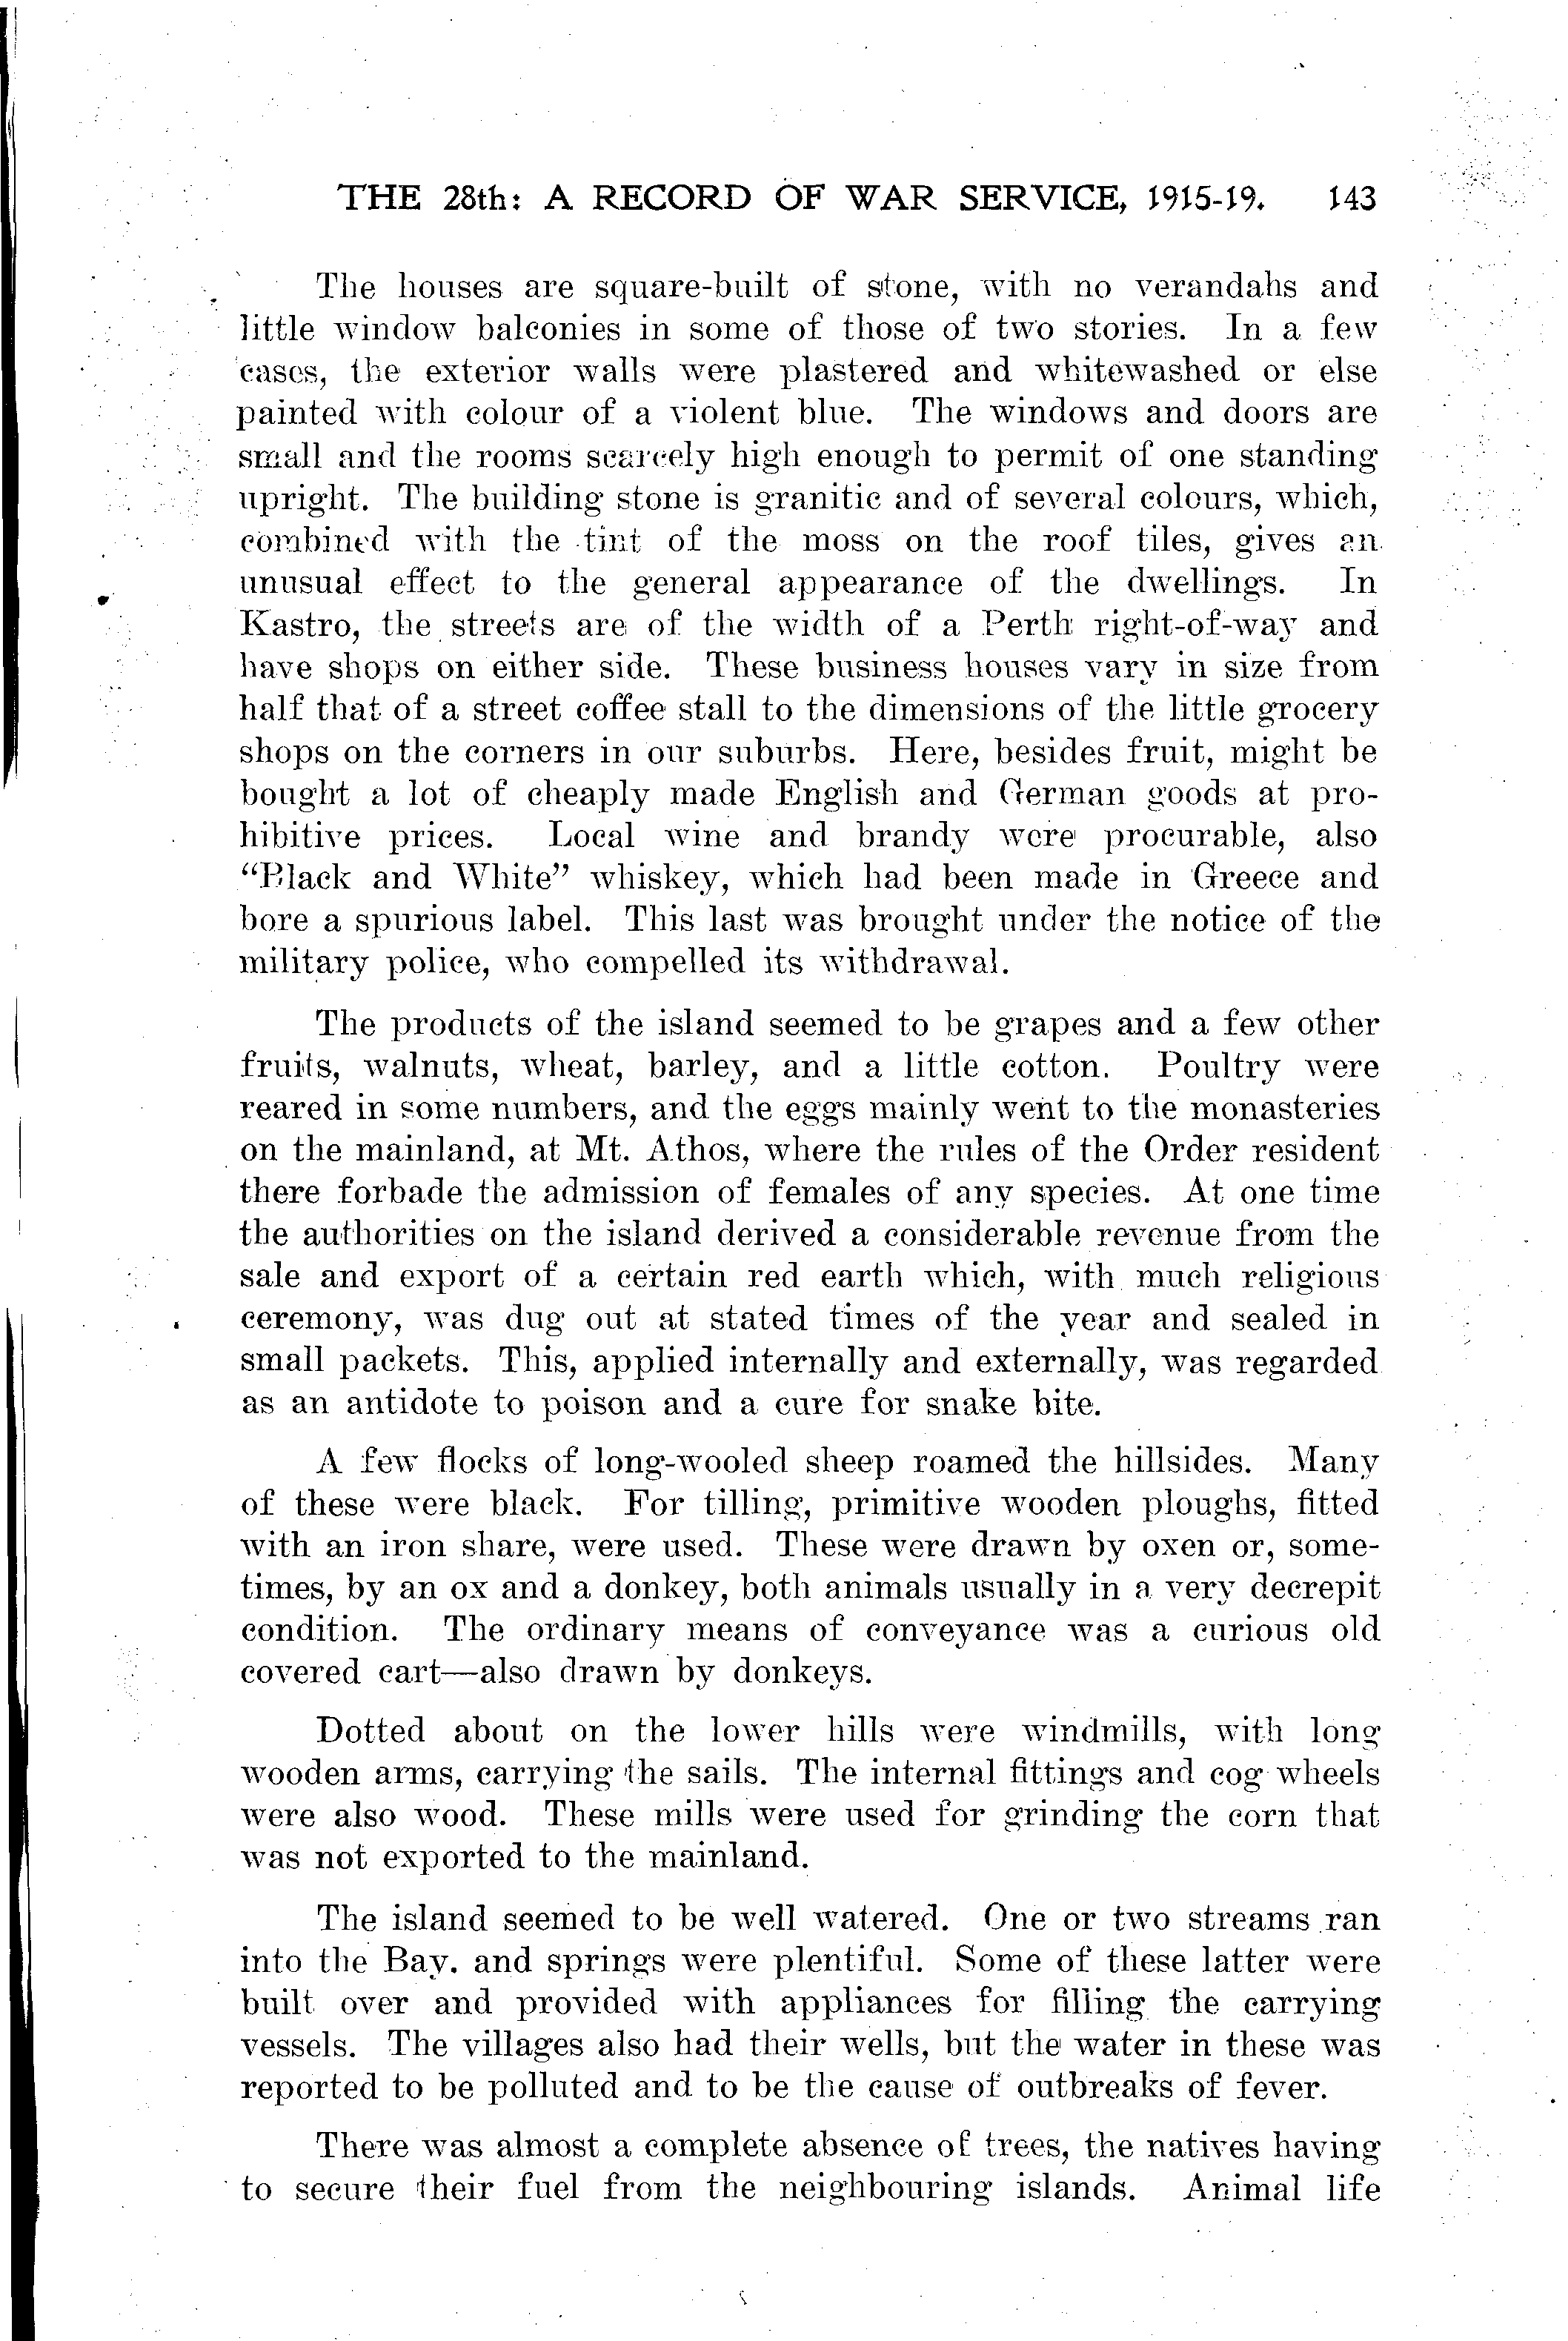 THE 28th: A RECORD OF WAR SERVICE, 1915-19. 143
The houses are square-built of stone, with no verandahs and
little window balconies in some of those of two stories. In a few
cases, the exterior walls were plastered and whitewashed or else
painted with colour of a violent blue. The windows and doors are
small and the rooms scarcely high enough to permit of one standing
upright. The building stone is granitic and of several colours, which,
combined with the tint of the moss on the roof tiles, gives an
unusual effect to the general appearance of the dwellings. In
Kastro, the streets are of the width of a Perth right-of-way and
have shops on either side. These business houses vary in size from
half that of a street coffee stall to the dimensions of the little grocery
shops on the corners in our suburbs. Here, besides fruit, might be
bought a lot of cheaply made English and German goods at pro-
hibitive prices. Local wine and brandy were procurable, also
"Black and White" whiskey, which had been made in Greece and
bore a spurious label. This last was brought under the notice of the
military police, who compelled its withdrawal.
The products of the island seemed to be grapes and a few other
fruits, walnuts, wheat, barley, and a little cotton. Poultry were
reared in some numbers, and the eggs mainly went to the monasteries
on the mainland, at Mt. Athos, where the rules of the Order resident
there forbade the admission of females of any species. At one time
the authorities on the island derived a considerable revenue from the
sale and export of a certain red earth which, with much religious
ceremony, was dug out at stated times of the year and sealed in
small packets. This, applied internally and externally, was regarded
as an antidote to poison and a cure for snake bite.
A few flocks of long-wooled sheep roamed the hillsides. Many
of these were black. For tilling, primitive wooden ploughs, fitted
with an iron share, were used. These were drawn by oxen or, some-
times, by an ox and a donkey, both animals usually in a very decrepit
condition. The ordinary means of conveyance was a curious old
covered cart—also drawn by donkeys.
Dotted about on the lower hills were windmills, with long
wooden arms, carrying the sails. The internal fittings and cog wheels
were also wood. These mills were used for grinding the corn that
was not exported to the mainland.
The island seemed to be well watered. One or two streams ran
into the Bay. and springs were plentiful. Some of these latter were
built over and provided with appliances for filling the carrying
vessels. The villages also had their wells, but the water in these was
reported to be polluted and to be the cause of outbreaks of fever.
There was almost a complete absence of trees, the natives having
to secure their fuel from the neighbouring islands. Animal life